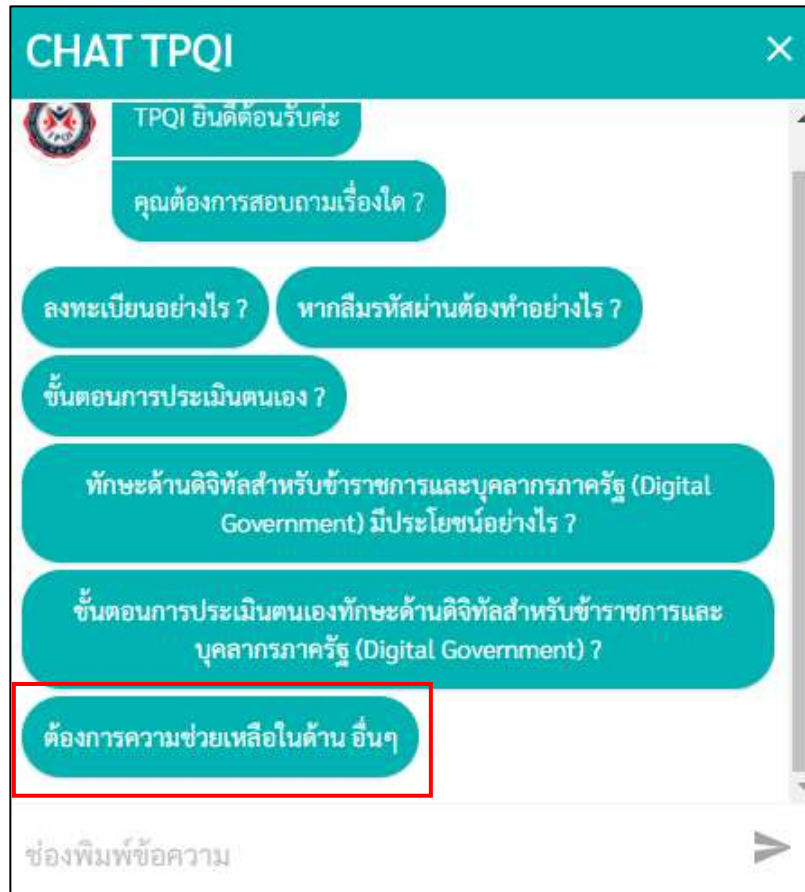 CHAT TPQI
TPQI ยินดีต้อนรับค่ะ
คุณต้องการสอบถามเรื่องใด ?
ลงทะเบียนอย่างไร ?
หากลืมรหัสผ่านต้องทำอย่างไร ?
ขั้นตอนการประเมินตนเอง ?
ทักษะด้านดิจิทัลสำหรับข้าราชการและบุคลากรภาครัฐ (Digital
Government) มีประโยชน์อย่างไร ?
ขั้นตอนการประเมินตนเองทักษะด้านดิจิทัลสำหรับข้าราชการและ
บุคลากรภาครัฐ (Digital Government) ?
ต้องการความช่วยเหลือในด้าน อื่นๆ
ช่องพิมพ์ข้อความ